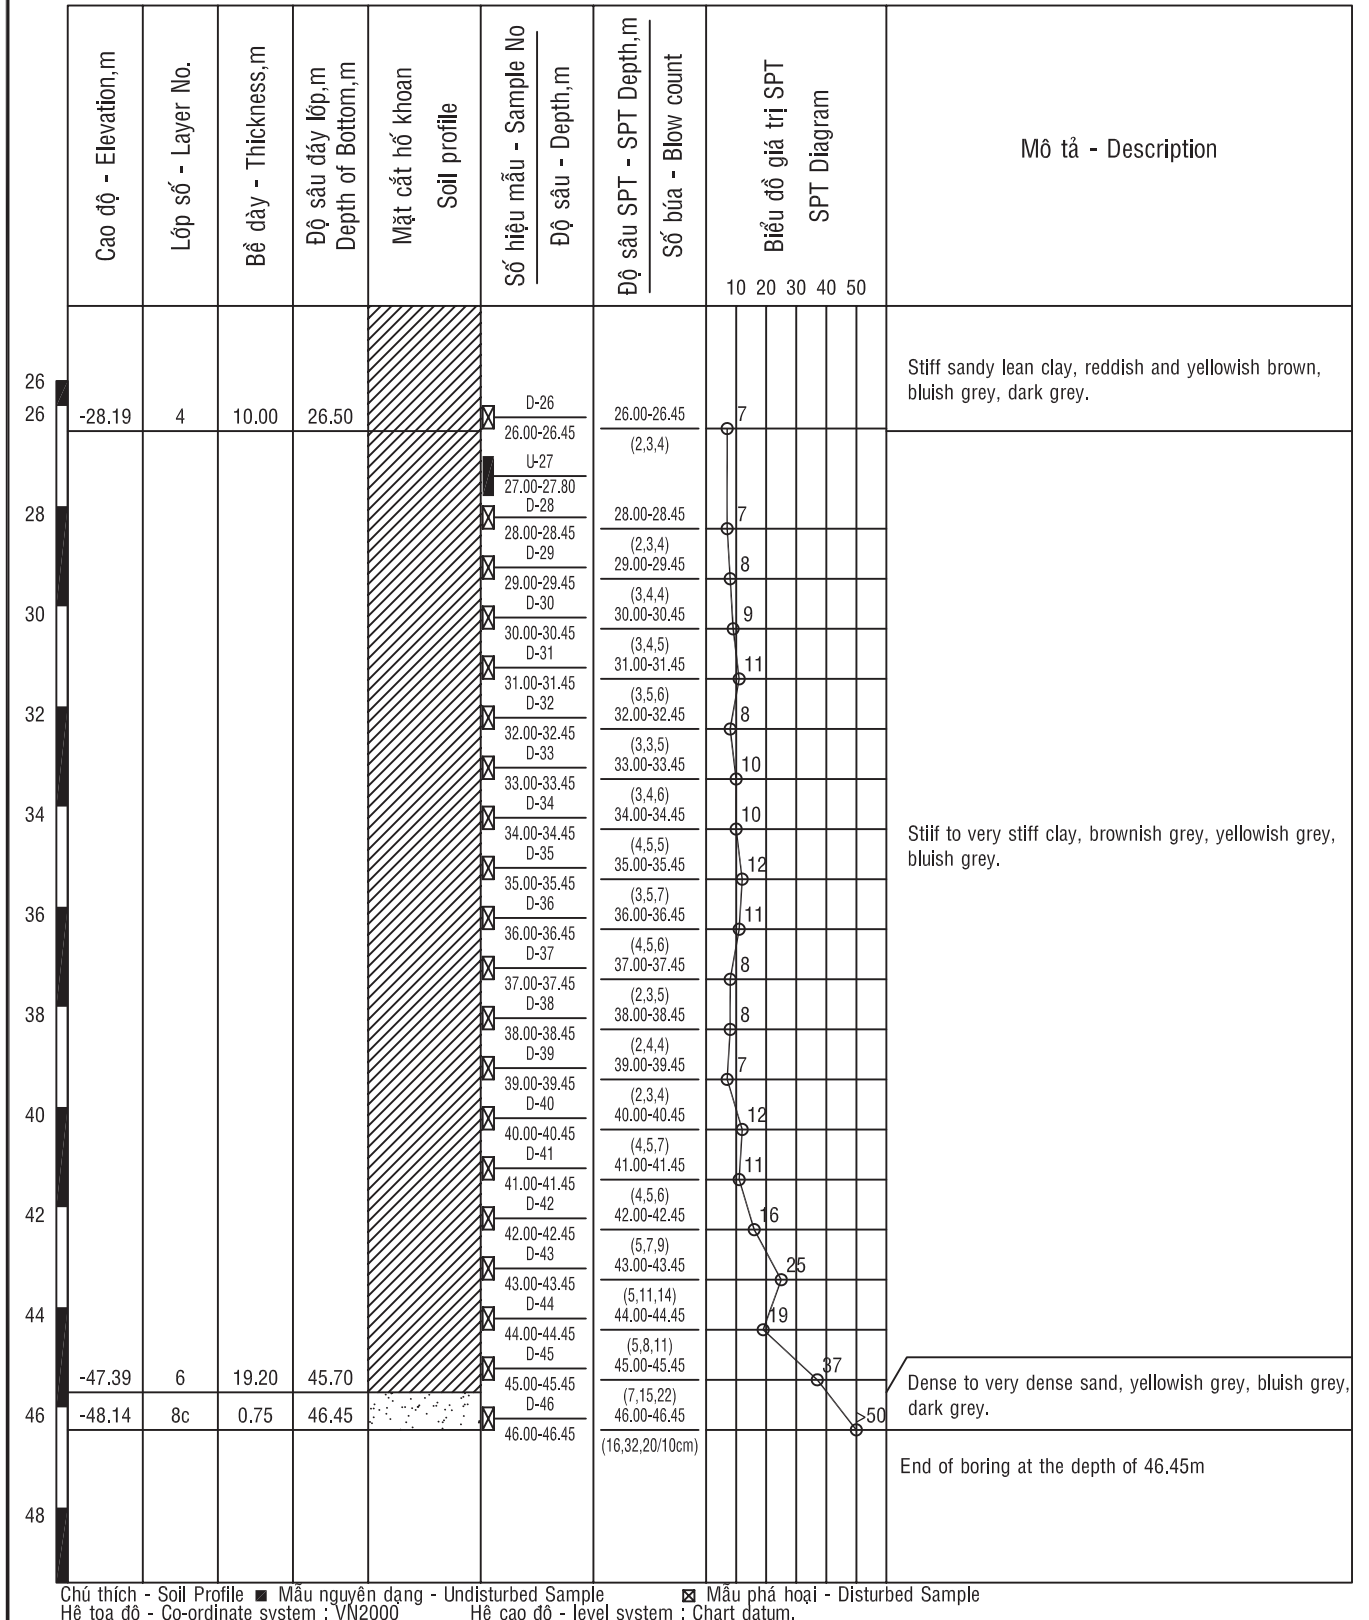 Cao độ - Elevation,m
Lớp số - Layer No.
Bề dày - Thickness,m
Độ sâu đáy lớp,m
Depth of Bottom,m
Mặt cắt hố khoan
Soil profile
Số hiệu mẫu - Sample No
Độ sâu - Depth,m
Độ sâu SPT - SPT Depth,m
Số búa - Blow count
Biểu đồ giá trị SPT
SPT Diagram
10 20 30 40 50
Mô tả - Description
Stiff sandy lean clay, reddish and yellowish brown,
bluish grey, dark grey.
26
26
-28.19 4 10.00 26.50
D-26
26.00-26.45
26.00-26.45
(2,3,4)
7
U-27
27.00-27.80
28
D-28
28.00-28.45
28.00-28.45
(2,3,4)
7
D-29
29.00-29.45
29.00-29.45
(3,4,4)
8
30
D-30
30.00-30.45
30.00-30.45
(3,4,5)
9
D-31
31.00-31.45
31.00-31.45
(3,5,6)
11
32
D-32
32.00-32.45
32.00-32.45
(3,3,5)
8
D-33
33.00-33.45
33.00-33.45
(3,4,6)
10
34
D-34
34.00-34.45
34.00-34.45
(4,5,5)
10
Stiif to very stiff clay, brownish grey, yellowish grey,
bluish grey.
D-35
35.00-35.45
35.00-35.45
(3,5,7)
12
36
D-36
36.00-36.45
36.00-36.45
(4,5,6)
11
D-37
37.00-37.45
37.00-37.45
(2,3,5)
8
38
D-38
38.00-38.45
38.00-38.45
(2,4,4)
8
D-39
39.00-39.45
39.00-39.45
(2,3,4)
7
40
D-40
40.00-40.45
40.00-40.45
(4,5,7)
12
D-41
41.00-41.45
41.00-41.45
(4,5,6)
11
42
D-42
42.00-42.45
42.00-42.45
(5,7,9)
16
D-43
43.00-43.45
43.00-43.45
(5,11,14)
25
44
D-44
44.00-44.45
44.00-44.45
(5,8,11)
19
D-45
45.00-45.45
45.00-45.45
(7,15,22)
37
-47.39 6 19.20 45.70
Dense to very dense sand, yellowish grey, bluish grey,
dark grey.
46
-48.14 8c 0.75 46.45
D-46
46.00-46.45
46.00-46.45
(16,32,20/10cm)
>50
End of boring at the depth of 46.45m
48
Chú thích - Soil Profile Mẫu nguyên dạng - Undisturbed Sample Mẫu phá hoại - Disturbed Sample
Hệ toạ độ - Co-ordinate system : VN2000 Hệ cao độ - level system : Chart datum.